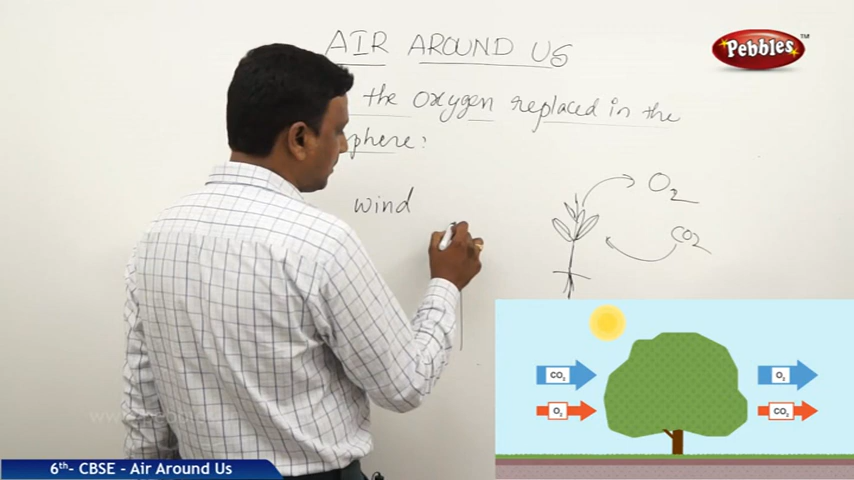 AIR AROUND US
Pebbles™
the oxygen replaced in the
phere?
wind
O2
CO2
CO2
O2
O2
CO2
6th- CBSE - Air Around Us